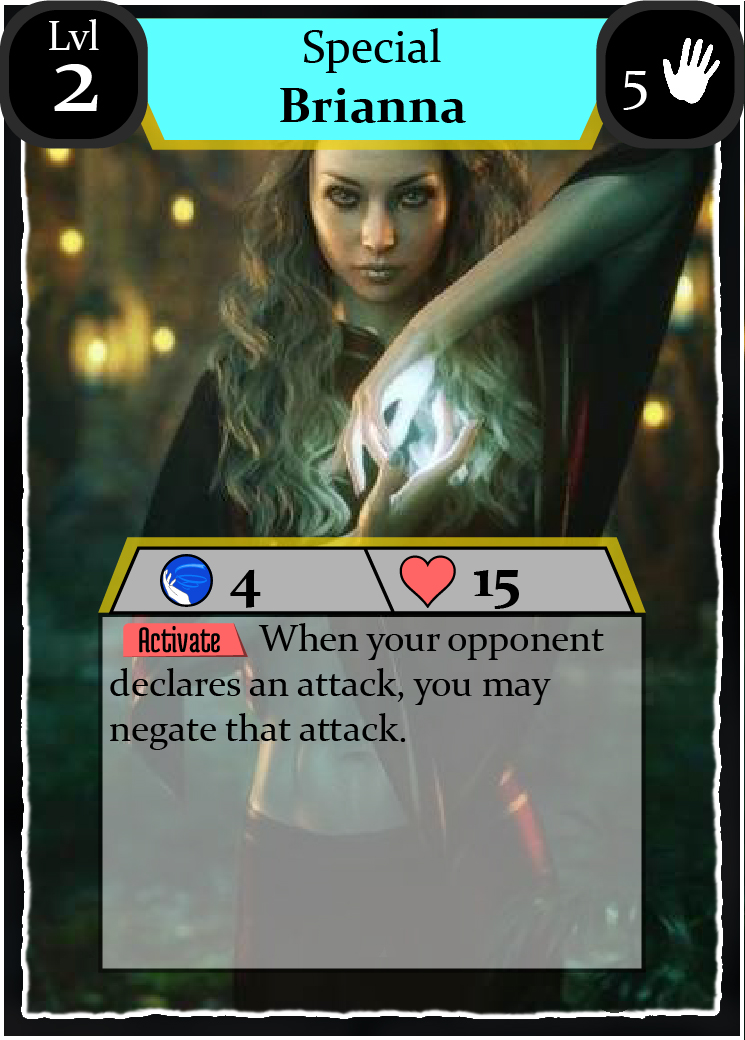 Lvl
2
Special
Brianna
5
4
15
Activate When your opponent
declares an attack, you may
negate that attack.